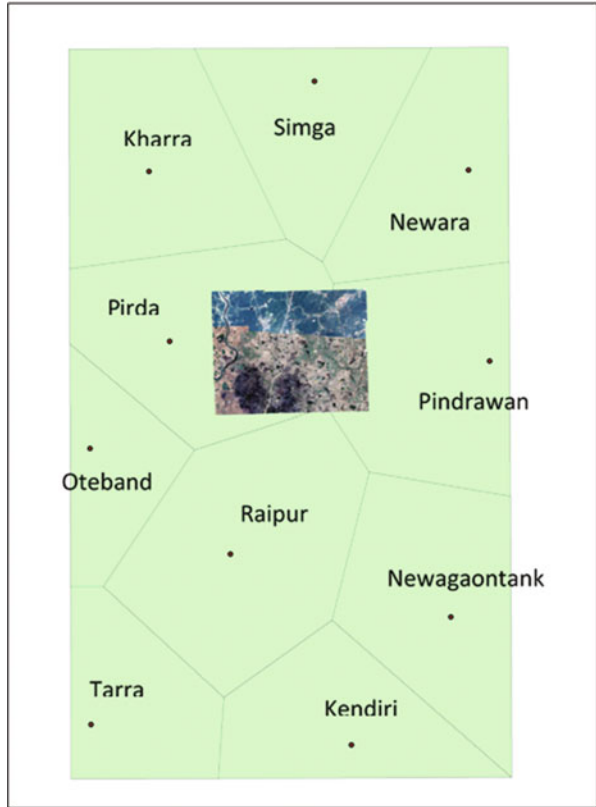 Simga
Kharra
Newara
Pirda
Pindrawan
Oteband
Raipur
Newagaontank
Tarra
Kendiri